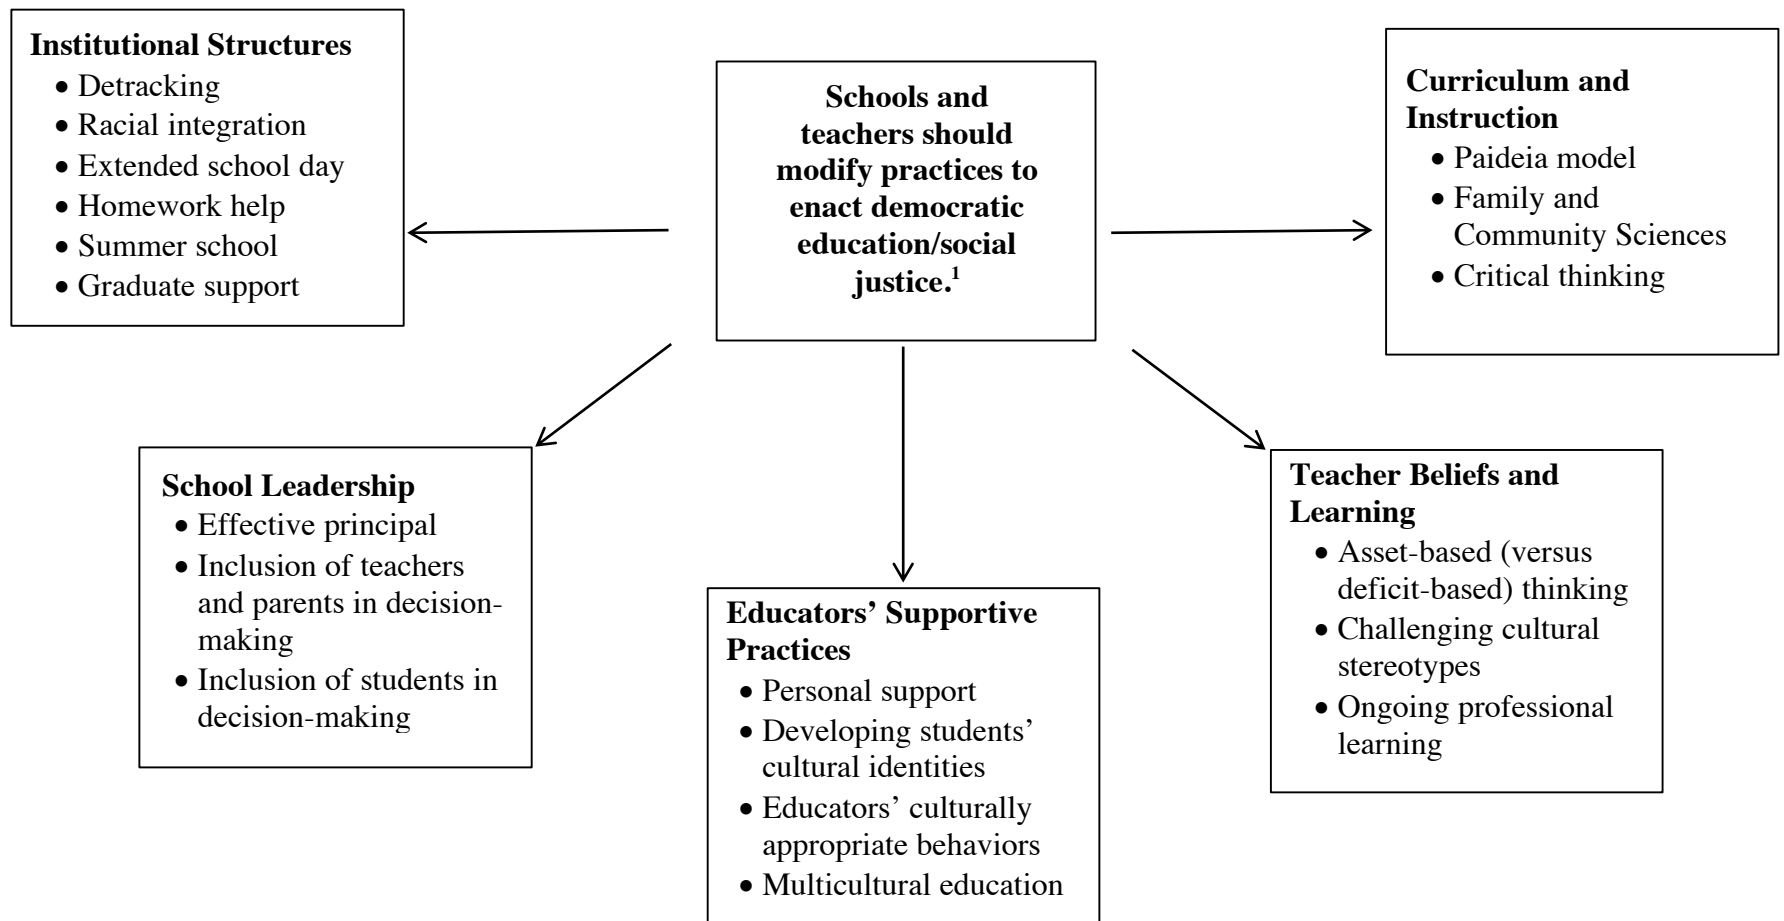 Institutional Structures
• Detracking
• Racial integration
• Extended school day
• Homework help
• Summer school
• Graduate support
Schools and
teachers should
modify practices to
enact democratic
education/social
justice.¹
Curriculum and
Instruction
• Paideia model
• Family and
Community Sciences
• Critical thinking
School Leadership
• Effective principal
• Inclusion of teachers
and parents in decision-
making
• Inclusion of students in
decision-making
Educators’ Supportive
Practices
• Personal support
• Developing students’
cultural identities
• Educators’ culturally
appropriate behaviors
• Multicultural education
Teacher Beliefs and
Learning
• Asset-based (versus
deficit-based) thinking
• Challenging cultural
stereotypes
• Ongoing professional
learning